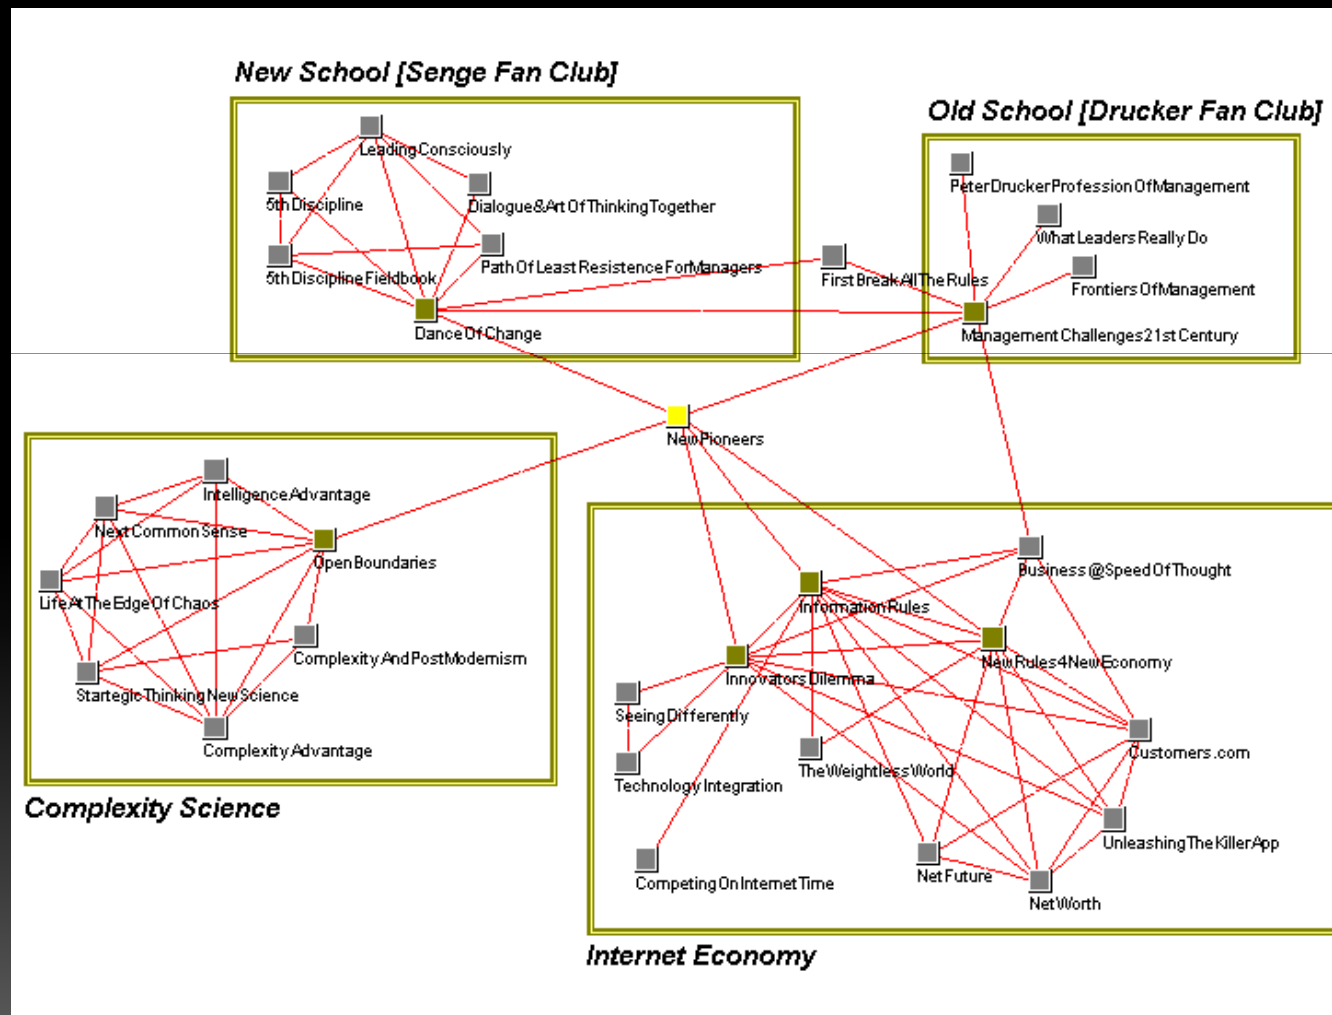 New School [Senge Fan Club]
Old School [Drucker Fan Club]
LeadingConsciously
5thDiscipline
Dialogue&ArtOfThinkingTogether
5thDisciplineFieldbook
PathOfLeastResistenceForManagers
DanceOfChange
FirstBreakAllTheRules
PeterDruckerProfessionOfManagement
WhatLeadersReallyDo
FrontiersOfManagement
ManagementChallenges21stCentury
NewPioneers
IntelligenceAdvantage
NextCommonSense
OpenBoundaries
LifeAtTheEdgeOfChaos
ComplexityAndPostModernism
StartegicThinkingNewScience
ComplexityAdvantage
Complexity Science
Business@SpeedOfThought
InformationRules
NewRules4NewEconomy
InnovatorsDilemma
SeeingDifferently
TechnologyIntegration
TheWeightlessWorld
Customers.com
UnleashingTheKillerApp
CompetingOnInternetTime
NetFuture
NetWorth
Internet Economy